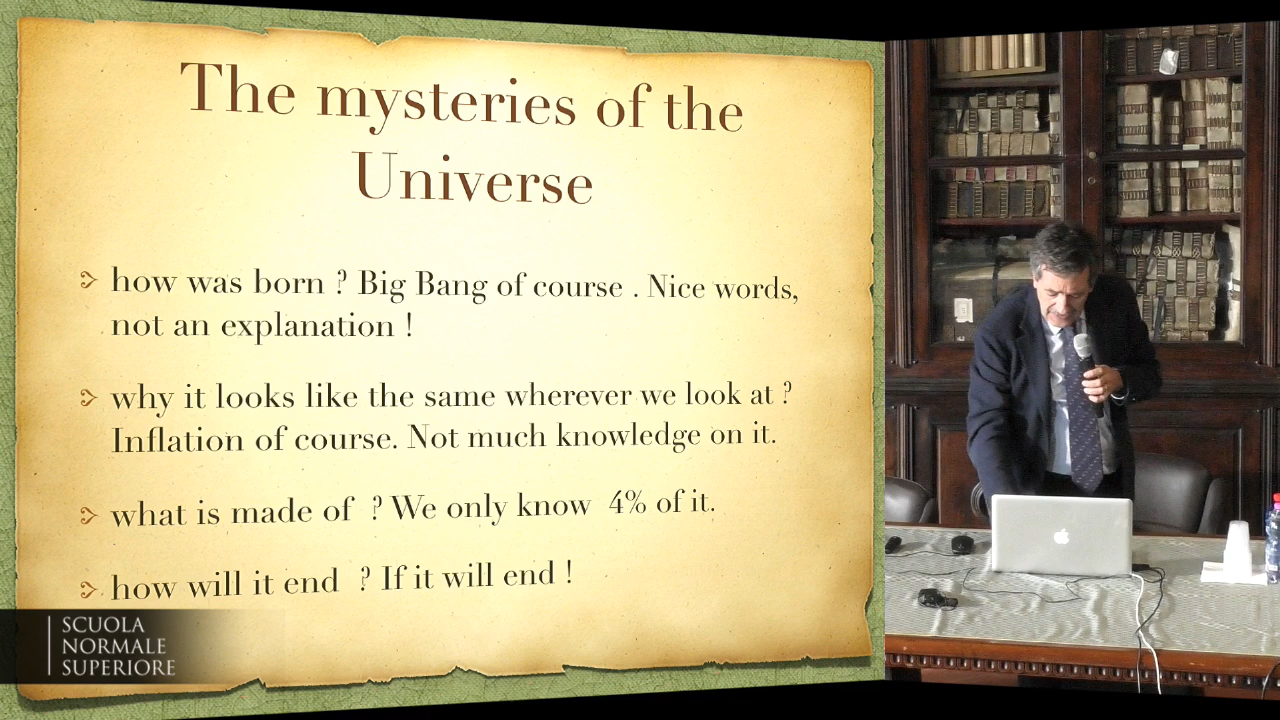 The mysteries of the
Universe
how was born ? Big Bang of course . Nice words,
not an explanation !
why it looks like the same wherever we look at ?
Inflation of course. Not much knowledge on it.
what is made of ? We only know 4% of it.
how will it end ? If it will end !
SCUOLA
NORMALE
SUPERIORE